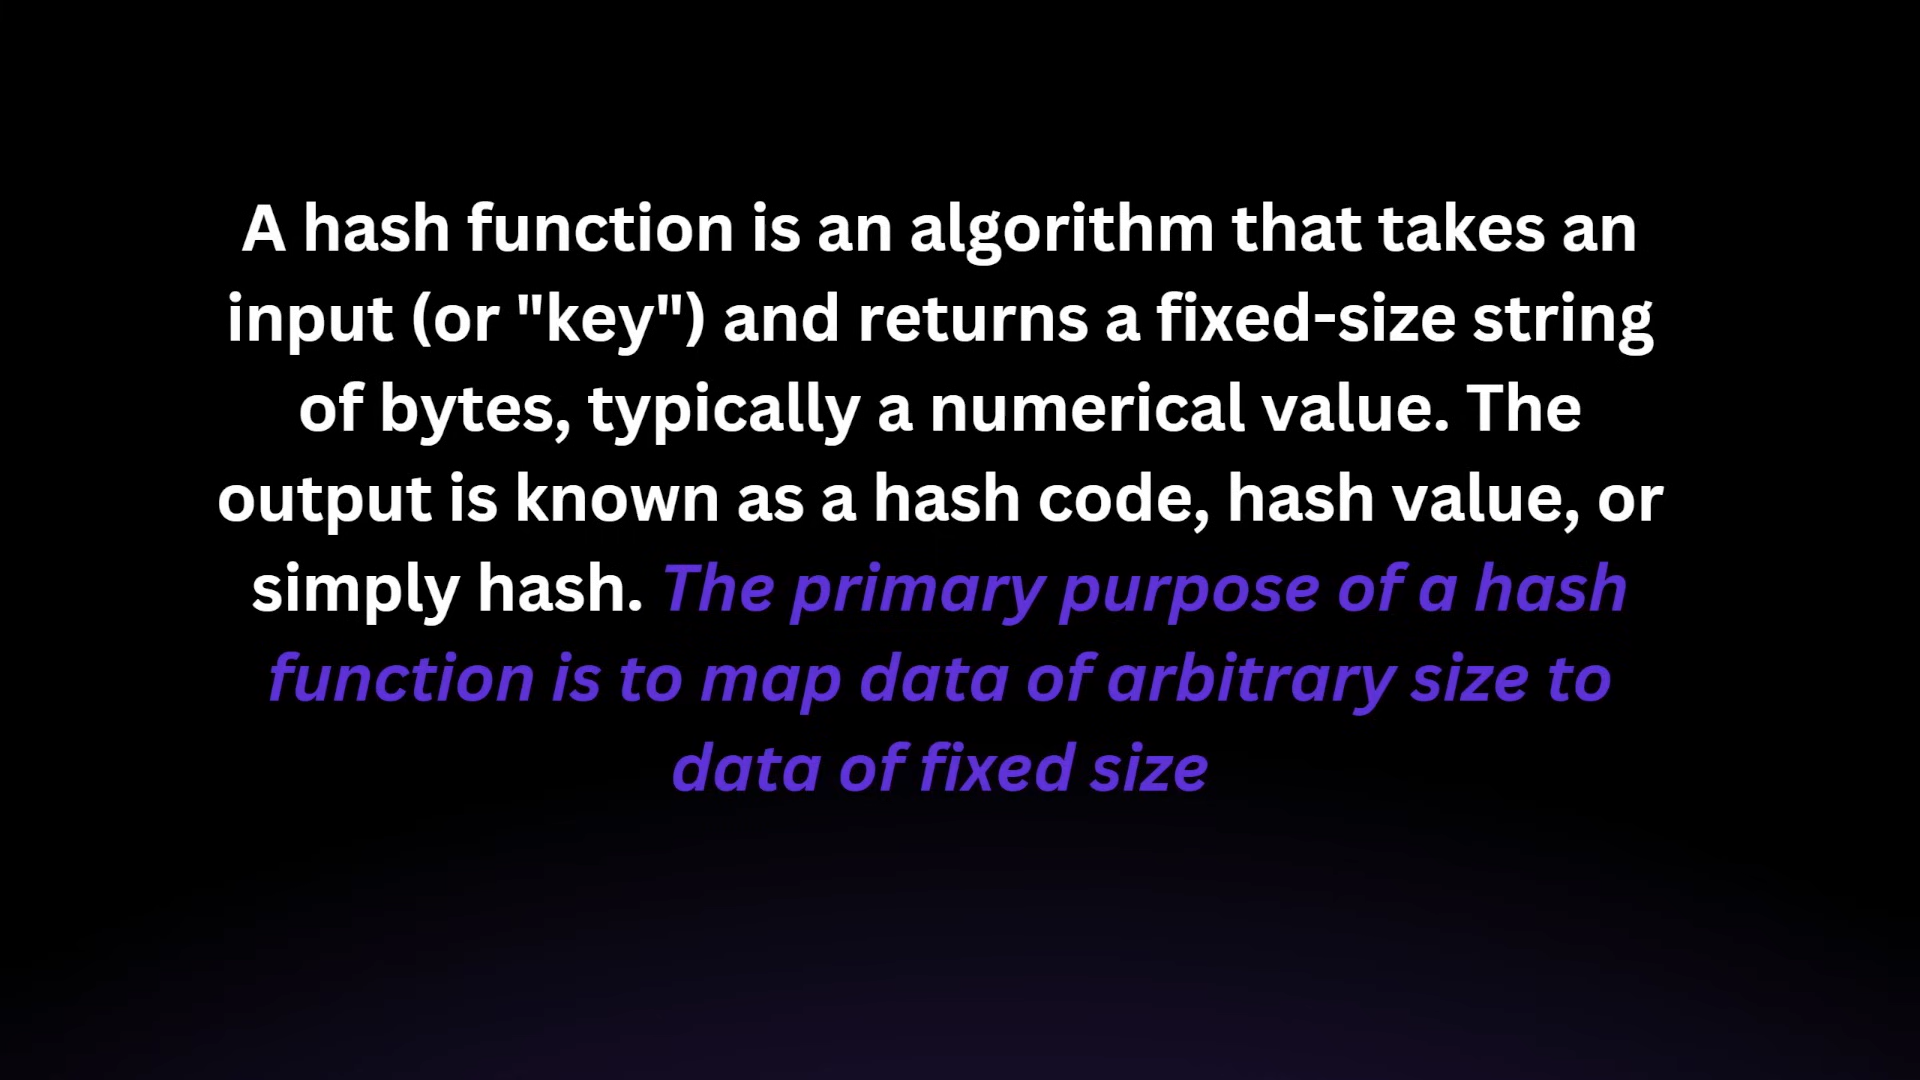 A hash function is an algorithm that takes an
input (or "key") and returns a fixed-size string
of bytes, typically a numerical value. The
output is known as a hash code, hash value, or
simply hash. The primary purpose of a hash
function is to map data of arbitrary size to
data of fixed size